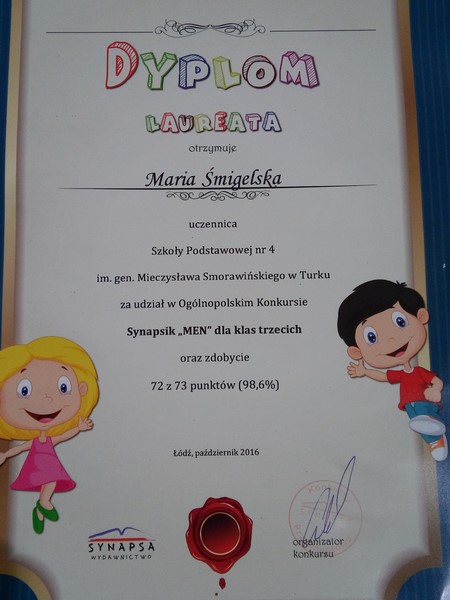 DYPLOM
LAUREATA
otrzymuje
Maria Śmigelska
uczennica
Szkoły Podstawowej nr 4
im. gen. Mieczysława Smorawińskiego w Turku
za udział w Ogólnopolskim Konkursie
Synapsik „MEN” dla klas trzecich
oraz zdobycie
72 z 73 punktów (98,6%)
Łódź, październik 2016
SYNAPSA
WYDAWNICTWO
organizator
konkursu